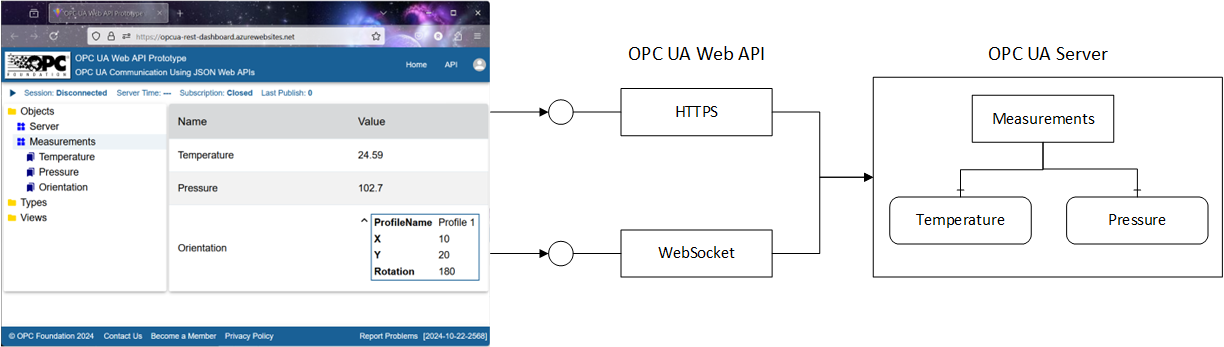 OPC UA Web API Prototype
https://opcua-rest-dashboard.azurewebsites.net
OPC FOUNDATION
OPC UA Web API Prototype
OPC UA Communication Using JSON Web APIs
Home API
Session: Disconnected Server Time: --- Subscription: Closed Last Publish: 0
Objects
Server
Measurements
Temperature
Pressure
Orientation
Types
Views
Name Value
Temperature 24.59
Pressure 102.7
Orientation
ProfileName Profile 1
X 10
Y 20
Rotation 180
© OPC Foundation 2024 Contact Us Become a Member Privacy Policy Report Problems [2024-10-22-2568]
OPC UA Web API
HTTPS
WebSocket
OPC UA Server
Measurements
Temperature
Pressure